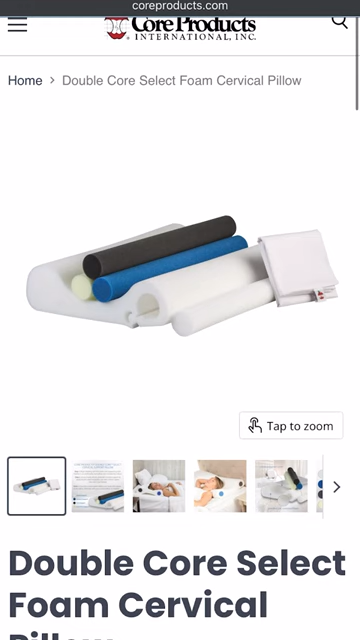 coreproducts.com
Core Products
INTERNATIONAL, INC.
Home > Double Core Select Foam Cervical Pillow
Tap to zoom
Double Core Select
Foam Cervical
Pillow